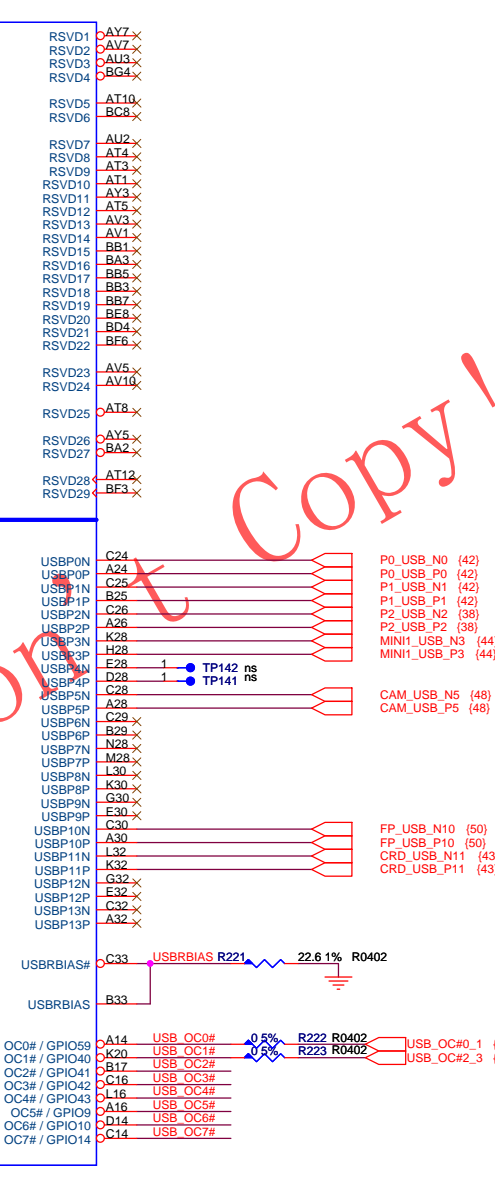 RSVD1 AY7
RSVD2 AV7
RSVD3 AU3
RSVD4 BG4
RSVD5 AT10
RSVD6 BC8
RSVD7 AU2
RSVD8 AT4
RSVD9 AT3
RSVD10 AT1
RSVD11 AY3
RSVD12 AT5
RSVD13 AV3
RSVD14 AV1
RSVD15 BB1
RSVD16 BA3
RSVD17 BB5
RSVD18 BB3
RSVD19 BB7
RSVD20 BE8
RSVD21 BD4
RSVD22 BF6
RSVD23 AV5
RSVD24 AV10
RSVD25 AT8
RSVD26 AY5
RSVD27 BA2
RSVD28 AT12
RSVD29 BF3
on't Copy!
USBP0N C24 P0_USB_N0 {42}
USBP0P A24 P0_USB_P0 {42}
USBP1N C25 P1_USB_N1 {42}
USBP1P B25 P1_USB_P1 {42}
USBP2N C26 P2_USB_N2 {38}
USBP2P A26 P2_USB_P2 {38}
USBP3N K28 MINI1_USB_N3 {44
USBP3P H28 MINI1_USB_P3 {44
USBP4N E28 1 TP142 ns
USBP4P D28 1 TP141 ns
USBP5N C28 CAM_USB_N5 {48}
USBP5P A28 CAM_USB_P5 {48}
USBP6N C29
USBP6P B29
USBP7N N28
USBP7P M28
USBP8N L30
USBP8P K30
USBP9N G30
USBP9P E30
USBP10N C30 FP_USB_N10 {50}
USBP10P A30 FP_USB_P10 {50}
USBP11N L32 CRD_USB_N11 {43
USBP11P K32 CRD_USB_P11 {43
USBP12N G32
USBP12P E32
USBP13N C32
USBP13P A32
USBRBIAS# C33 USBRBIAS R221 22.6 1% R0402
USBRBIAS B33
OC0# / GPIO59 A14 USB_OC0# 0 5% R222 R0402 USB_OC#0_1 {
OC1# / GPIO40 K20 USB_OC1# 0 5% R223 R0402 USB_OC#2_3 {
OC2# / GPIO41 B17 USB_OC2#
OC3# / GPIO42 C16 USB_OC3#
OC4# / GPIO43 L16 USB_OC4#
OC5# / GPIO9 A16 USB_OC5#
OC6# / GPIO10 D14 USB_OC6#
OC7# / GPIO14 C14 USB_OC7#